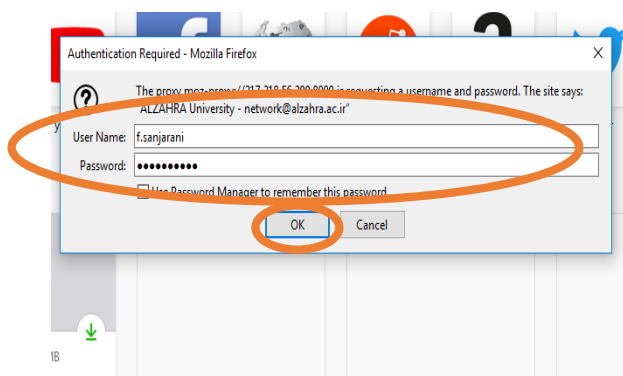 Authentication Required - Mozilla Firefox
X
The proxy moz-proxy://217.218.56.200:8080 is requesting a username and password. The site says:
"ALZAHRA University - network@alzahra.ac.ir"
User Name: f.sanjarani
Password: ••••••••••
Use Password Manager to remember this password.
OK Cancel